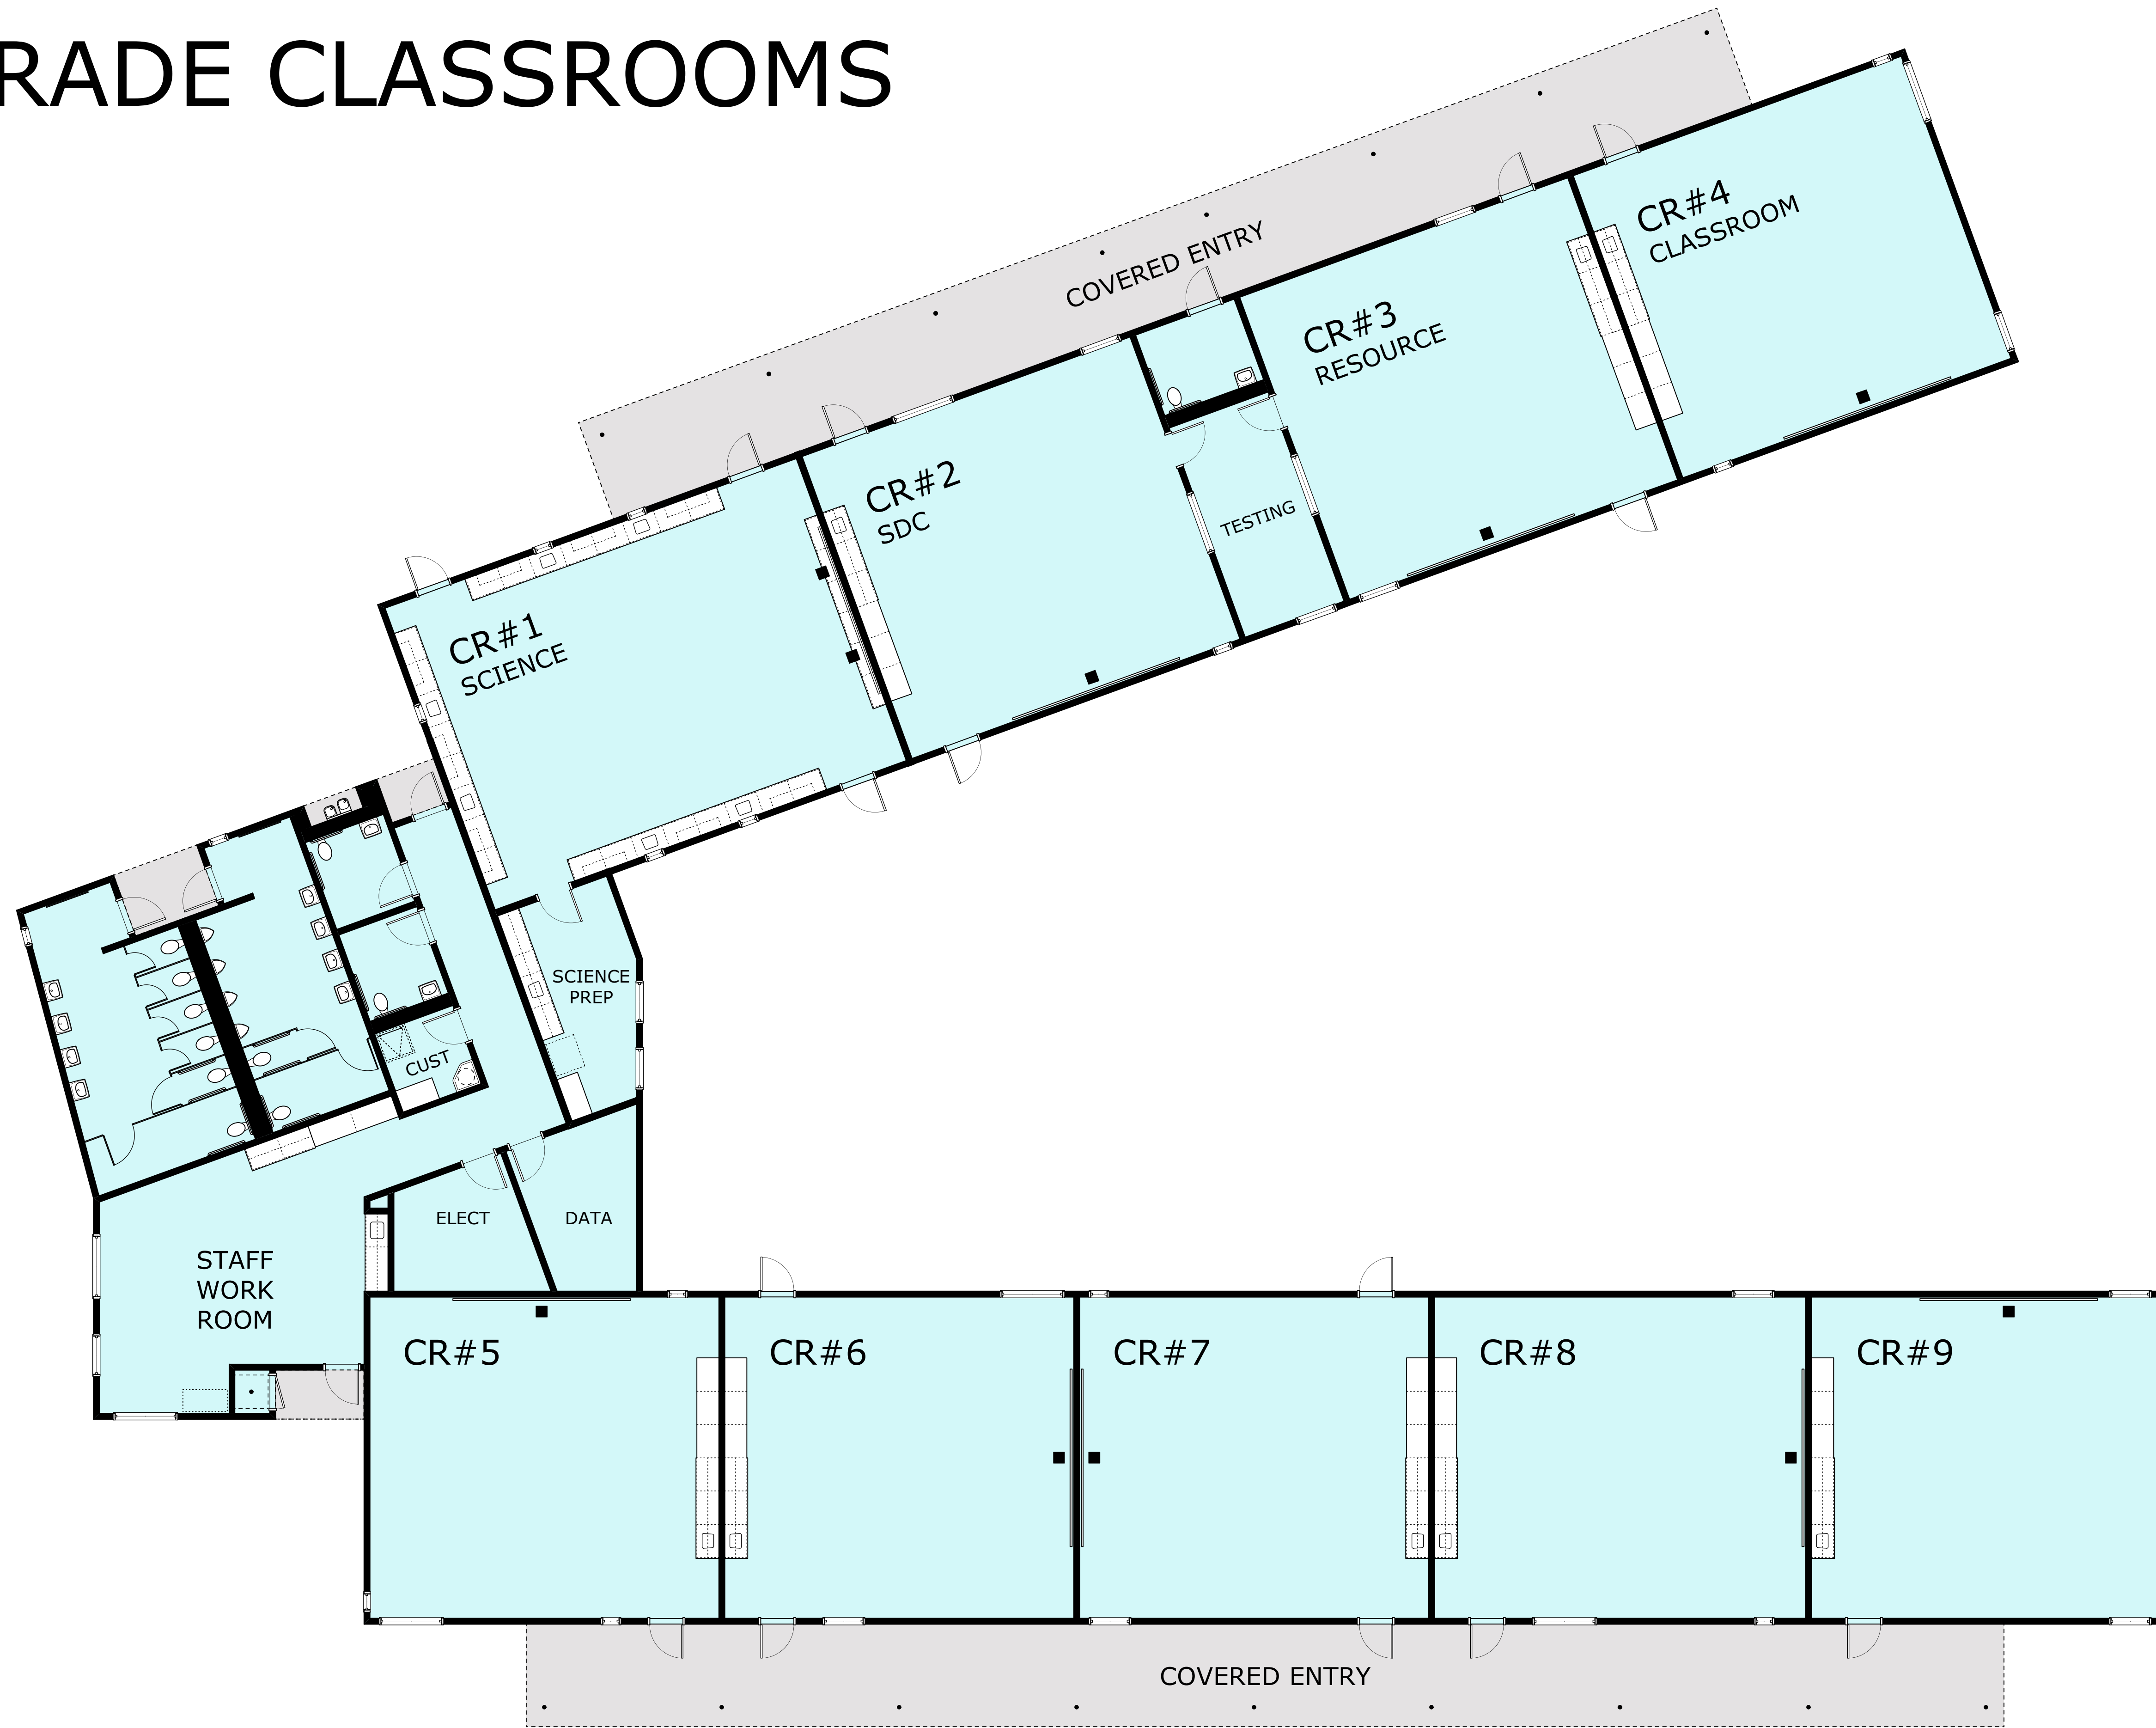 RADE CLASSROOMS
COVERED ENTRY
CR#4
CLASSROOM
CR#3
RESOURCE
CR#2
SDC
TESTING
CR#1
SCIENCE
SCIENCE
PREP
CUST
ELECT
DATA
STAFF
WORK
ROOM
CR#5
CR#6
CR#7
CR#8
CR#9
COVERED ENTRY